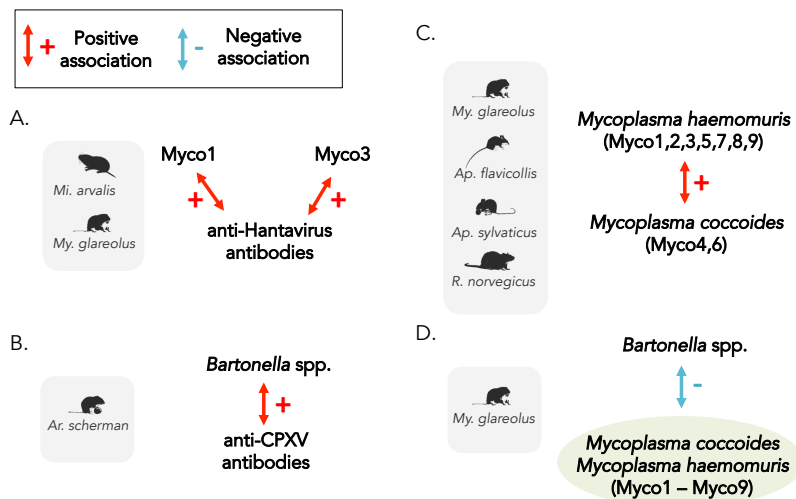 + Positive association
- Negative association
A.
Mi. arvalis
My. glareolus
Myco1
Myco3
+
+
anti-Hantavirus
antibodies
B.
Ar. scherman
Bartonella spp.
+
anti-CPXV
antibodies
C.
My. glareolus
Ap. flavicollis
Ap. sylvaticus
R. norvegicus
Mycoplasma haemomuris
(Myco1,2,3,5,7,8,9)
+
Mycoplasma coccoides
(Myco4,6)
D.
My. glareolus
Bartonella spp.
-
Mycoplasma coccoides
Mycoplasma haemomuris
(Myco1 – Myco9)